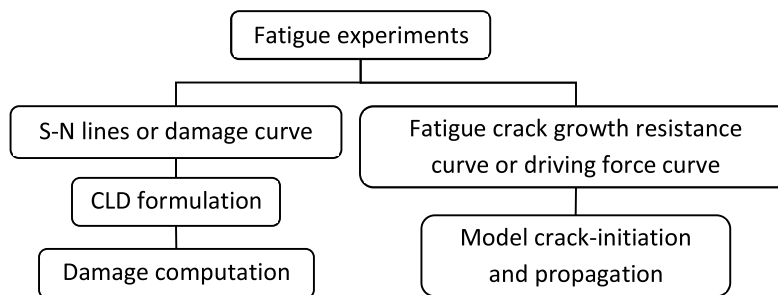 Fatigue experiments
S-N lines or damage curve
CLD formulation
Damage computation
Fatigue crack growth resistance
curve or driving force curve
Model crack-initiation
and propagation